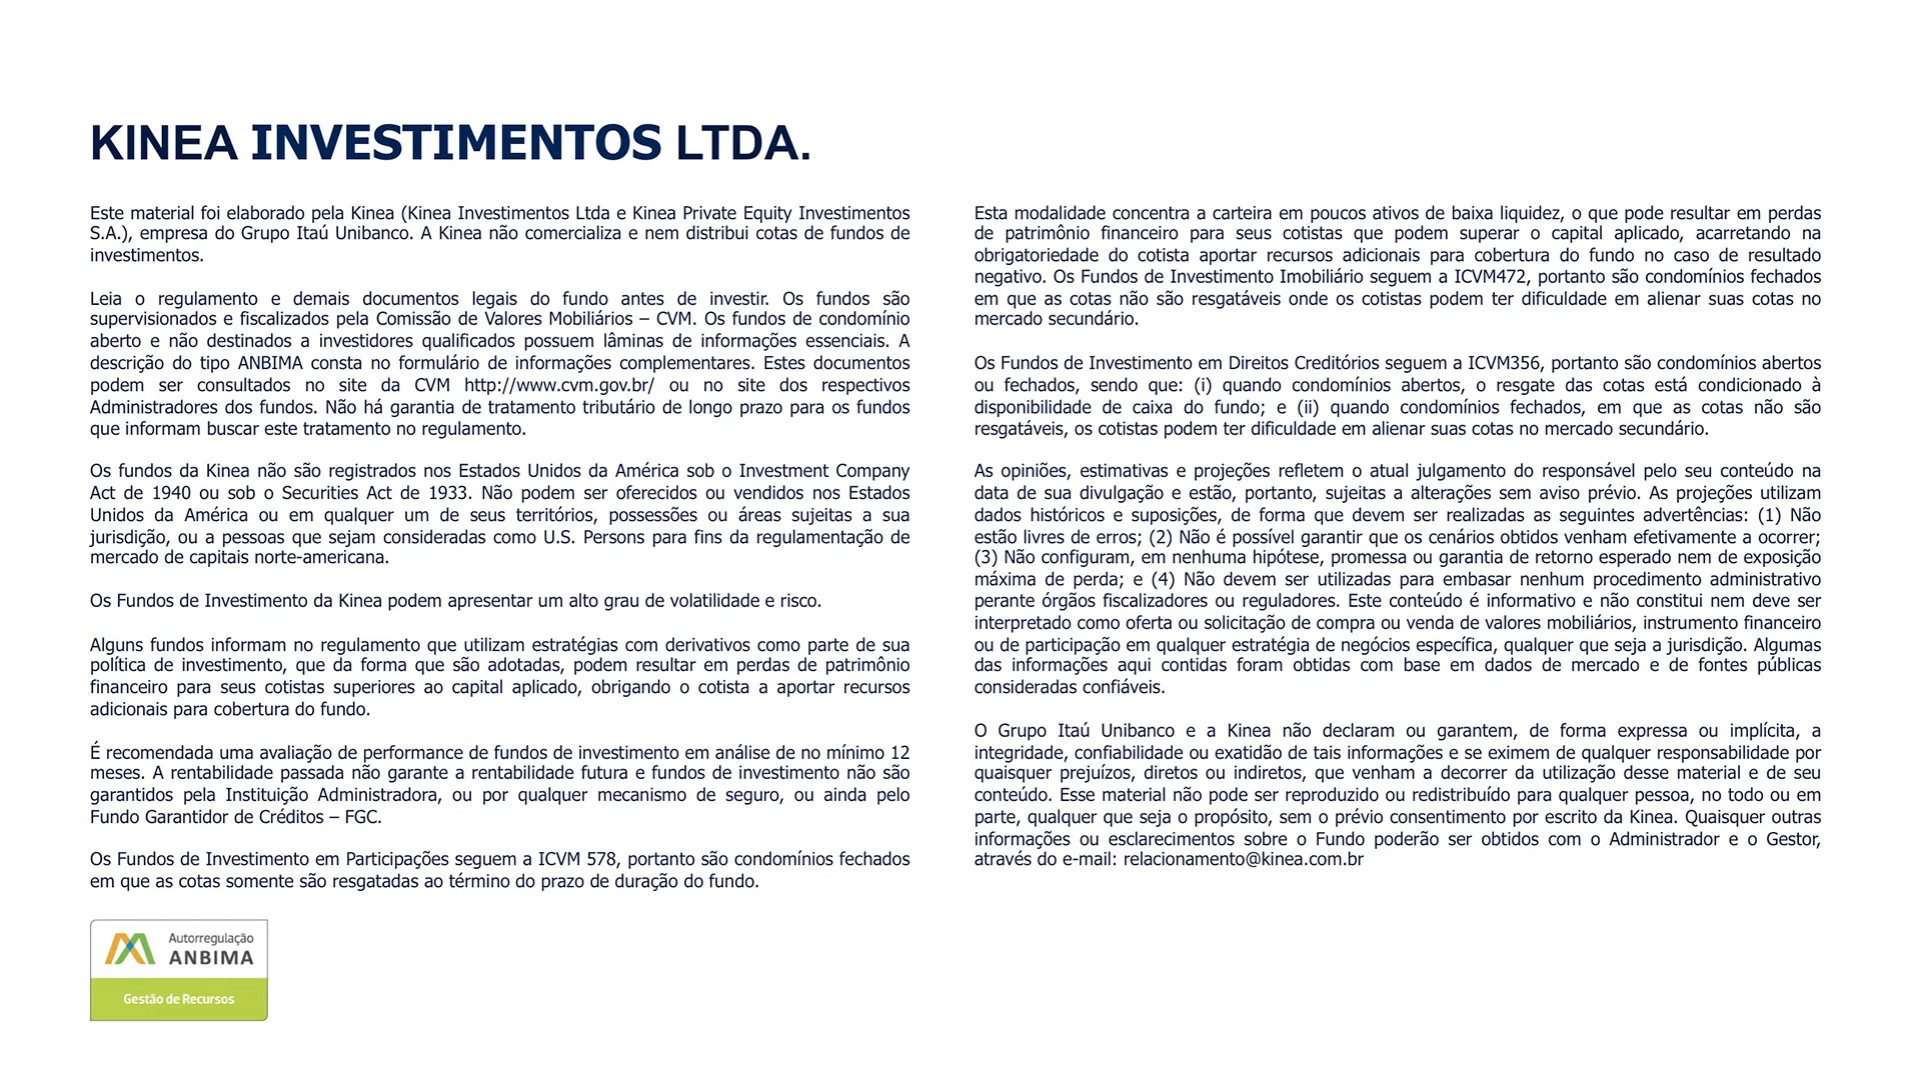 KINEA INVESTIMENTOS LTDA.
Este material foi elaborado pela Kinea (Kinea Investimentos Ltda e Kinea Private Equity Investimentos
S.A.), empresa do Grupo Itaú Unibanco. A Kinea não comercializa e nem distribui cotas de fundos de
investimentos.
Leia o regulamento e demais documentos legais do fundo antes de investir. Os fundos são
supervisionados e fiscalizados pela Comissão de Valores Mobiliários – CVM. Os fundos de condomínio
aberto e não destinados a investidores qualificados possuem lâminas de informações essenciais. A
descrição do tipo ANBIMA consta no formulário de informações complementares. Estes documentos
podem ser consultados no site da CVM http://www.cvm.gov.br/ ou no site dos respectivos
Administradores dos fundos. Não há garantia de tratamento tributário de longo prazo para os fundos
que informam buscar este tratamento no regulamento.
Os fundos da Kinea não são registrados nos Estados Unidos da América sob o Investment Company
Act de 1940 ou sob o Securities Act de 1933. Não podem ser oferecidos ou vendidos nos Estados
Unidos da América ou em qualquer um de seus territórios, possessões ou áreas sujeitas a sua
jurisdição, ou a pessoas que sejam consideradas como U.S. Persons para fins da regulamentação de
mercado de capitais norte-americana.
Os Fundos de Investimento da Kinea podem apresentar um alto grau de volatilidade e risco.
Alguns fundos informam no regulamento que utilizam estratégias com derivativos como parte de sua
política de investimento, que da forma que são adotadas, podem resultar em perdas de patrimônio
financeiro para seus cotistas superiores ao capital aplicado, obrigando o cotista a aportar recursos
adicionais para cobertura do fundo.
É recomendada uma avaliação de performance de fundos de investimento em análise de no mínimo 12
meses. A rentabilidade passada não garante a rentabilidade futura e fundos de investimento não são
garantidos pela Instituição Administradora, ou por qualquer mecanismo de seguro, ou ainda pelo
Fundo Garantidor de Créditos – FGC.
Os Fundos de Investimento em Participações seguem a ICVM 578, portanto são condomínios fechados
em que as cotas somente são resgatadas ao término do prazo de duração do fundo.
Esta modalidade concentra a carteira em poucos ativos de baixa liquidez, o que pode resultar em perdas
de patrimônio financeiro para seus cotistas que podem superar o capital aplicado, acarretando na
obrigatoriedade do cotista aportar recursos adicionais para cobertura do fundo no caso de resultado
negativo. Os Fundos de Investimento Imobiliário seguem a ICVM472, portanto são condomínios fechados
em que as cotas não são resgatáveis onde os cotistas podem ter dificuldade em alienar suas cotas no
mercado secundário.
Os Fundos de Investimento em Direitos Creditórios seguem a ICVM356, portanto são condomínios abertos
ou fechados, sendo que: (i) quando condomínios abertos, o resgate das cotas está condicionado à
disponibilidade de caixa do fundo; e (ii) quando condomínios fechados, em que as cotas não são
resgatáveis, os cotistas podem ter dificuldade em alienar suas cotas no mercado secundário.
As opiniões, estimativas e projeções refletem o atual julgamento do responsável pelo seu conteúdo na
data de sua divulgação e estão, portanto, sujeitas a alterações sem aviso prévio. As projeções utilizam
dados históricos e suposições, de forma que devem ser realizadas as seguintes advertências: (1) Não
estão livres de erros; (2) Não é possível garantir que os cenários obtidos venham efetivamente a ocorrer;
(3) Não configuram, em nenhuma hipótese, promessa ou garantia de retorno esperado nem de exposição
máxima de perda; e (4) Não devem ser utilizadas para embasar nenhum procedimento administrativo
perante órgãos fiscalizadores ou reguladores. Este conteúdo é informativo e não constitui nem deve ser
interpretado como oferta ou solicitação de compra ou venda de valores mobiliários, instrumento financeiro
ou de participação em qualquer estratégia de negócios específica, qualquer que seja a jurisdição. Algumas
das informações aqui contidas foram obtidas com base em dados de mercado e de fontes públicas
consideradas confiáveis.
O Grupo Itaú Unibanco e a Kinea não declaram ou garantem, de forma expressa ou implícita, a
integridade, confiabilidade ou exatidão de tais informações e se eximem de qualquer responsabilidade por
quaisquer prejuízos, diretos ou indiretos, que venham a decorrer da utilização desse material e de seu
conteúdo. Esse material não pode ser reproduzido ou redistribuído para qualquer pessoa, no todo ou em
parte, qualquer que seja o propósito, sem o prévio consentimento por escrito da Kinea. Quaisquer outras
informações ou esclarecimentos sobre o Fundo poderão ser obtidos com o Administrador e o Gestor,
através do e-mail: relacionamento@kinea.com.br
Autorregulação
ANBIMA
Gestão de Recursos